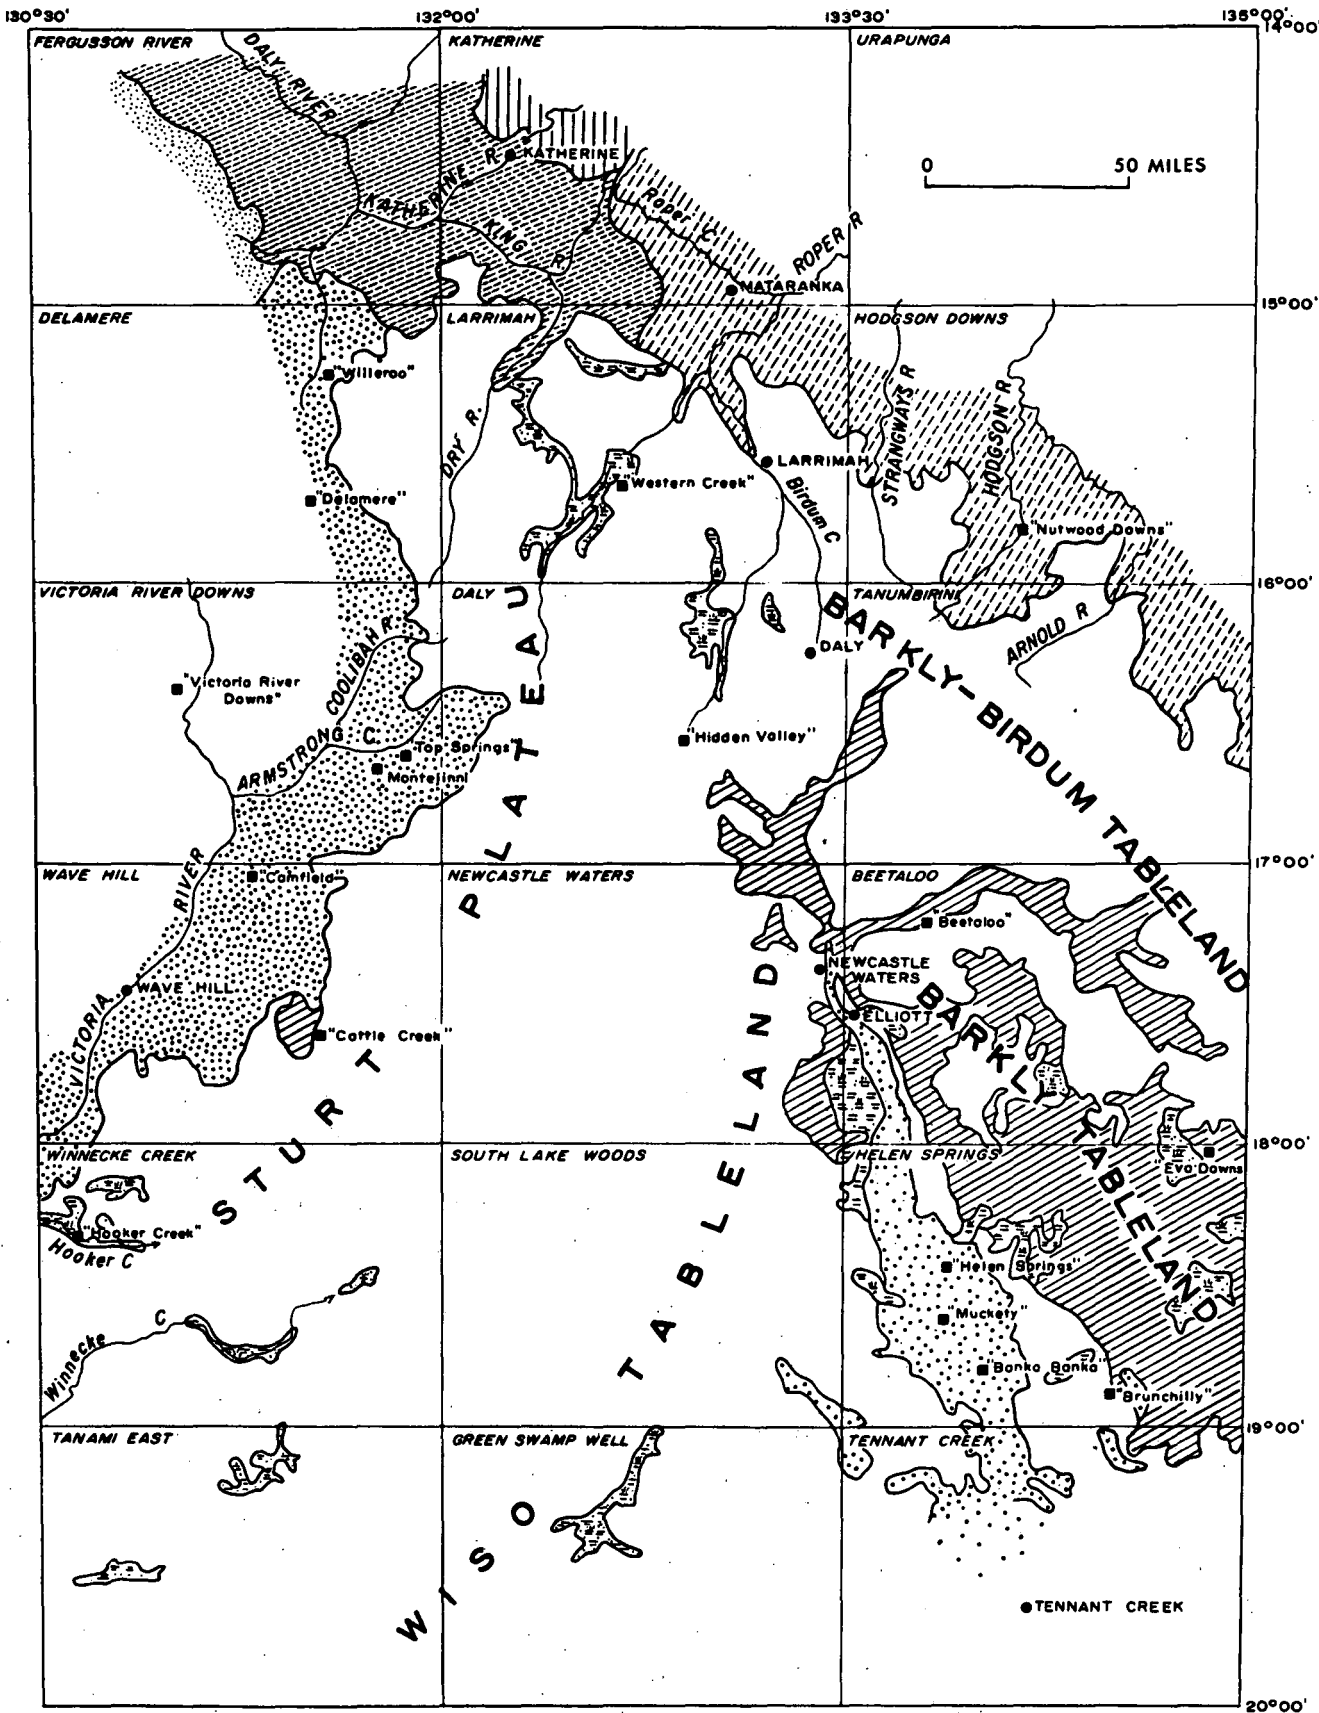 130°30' 132°00' 133°30' 135°00'
14°00'
FERGUSSON RIVER
KATHERINE
URAPUNGA
DALY RIVER
0 50 MILES
KATHERINE
KATHERINE R
KING R
Roper C
ROPER R
MATARANKA
15°00'
DELAMERE
LARRIMAH
HODGSON DOWNS
"Willeroo"
DRY R.
STRANGWAYS R
HODGSON R
LARRIMAH
"Western Creek"
"Delamere"
Birdum C
"Nutwood Downs"
16°00'
VICTORIA RIVER DOWNS
DALY
TANUMBIRINI
COOLIBAH R
DALY
ARNOLD R
BARKLY-BIRDUM TABLELAND
"Victoria River
Downs"
"Hidden Valley"
ARMSTRONG C.
"Top Springs"
Montejinni
17°00'
WAVE HILL
NEWCASTLE WATERS
BEETALOO
"Camfield"
VICTORIA RIVER
"Beetaloo"
NEWCASTLE
WATERS
WAVE HILL
ELLIOTT
"Cattle Creek"
STURT PLATEAU
BARKLY TABLELAND
18°00'
WINNECKE CREEK
SOUTH LAKE WOODS
HELEN SPRINGS
"Eva Downs"
"Hooker Creek"
Hooker C
"Helen Springs"
"Muckety"
Winnecke C
"Banka Banka"
"Brunchilly"
19°00'
TANAMI EAST
GREEN SWAMP WELL
TENNANT CREEK
WISO TABLELAND
TENNANT CREEK
20°00'